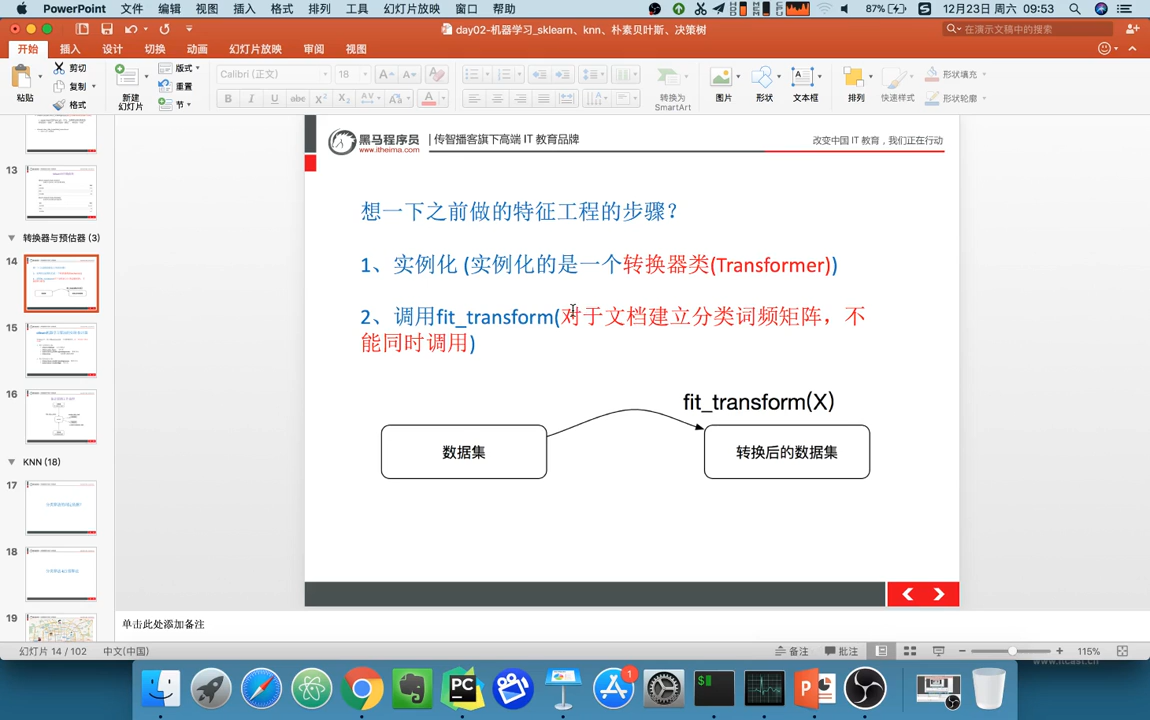 PowerPoint 文件 编辑 视图 插入 格式 排列 工具 幻灯片放映 窗口 帮助 87% 12月23日 周六 09:53
day02-机器学习_sklearn、knn、朴素贝叶斯、决策树
在演示文稿中的搜索
开始 插入 设计 切换 动画 幻灯片放映 审阅 视图
粘贴 剪切 复制 格式
新建幻灯片 版式 重置 节
Calibri (正文) 18
转换为 SmartArt
图片 形状 文本框 排列 快速样式 形状填充 形状轮廓
13
转换器与预估器 (3)
14
15
16
KNN (18)
17
18
19
黑马程序员
www.itheima.com
传智播客旗下高端 IT 教育品牌
改变中国 IT 教育，我们正在行动
想一下之前做的特征工程的步骤？
1、实例化 (实例化的是一个转换器类(Transformer))
2、调用fit_transform(对于文档建立分类词频矩阵，不
能同时调用)
fit_transform(X)
数据集
转换后的数据集
单击此处添加备注
幻灯片 14 / 102 中文(中国) 备注 批注 115%
www.itcast.cn